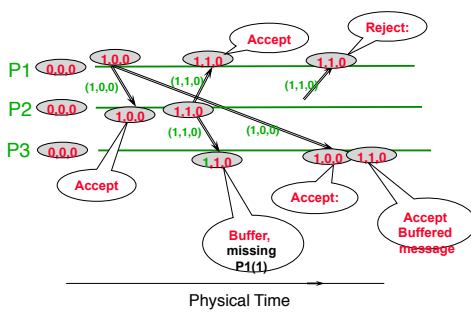 Accept
Reject:
P1
0,0,0
1,0,0
1,1,0
1,1,0
(1,0,0)
(1,1,0)
(1,1,0)
P2
0,0,0
1,0,0
1,1,0
(1,1,0)
(1,0,0)
P3
0,0,0
1,1,0
1,0,0
1,1,0
Accept
Accept:
Accept
Buffered
message
Buffer,
missing
P1(1)
Physical Time